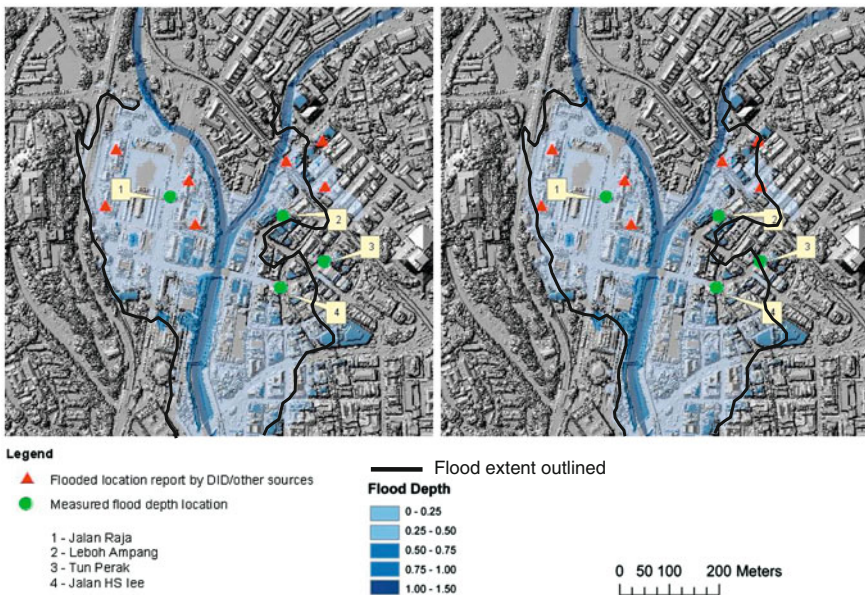 1
2
3
4
1
2
3
4
Legend
Flooded location report by DID/other sources
Measured flood depth location
1 - Jalan Raja
2 - Leboh Ampang
3 - Tun Perak
4 - Jalan HS lee
Flood extent outlined
Flood Depth
0 - 0.25
0.25 - 0.50
0.50 - 0.75
0.75 - 1.00
1.00 - 1.50
0 50 100 200 Meters